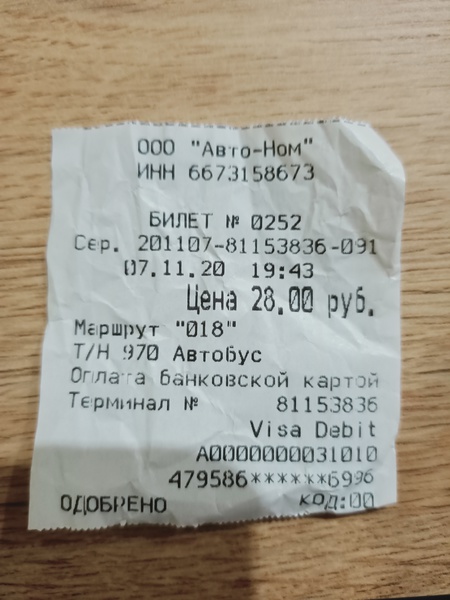 ООО "Авто-Ном"
ИНН 6673158673
БИЛЕТ № 0252
Сер. 201107-81153836-091
07.11.20 19:43
Цена 28.00 руб.
Маршрут "018"
Т/Н 970 Автобус
Оплата банковской картой
Терминал № 81153836
Visa Debit
A0000000031010
479586******6996
ОДОБРЕНО код:00